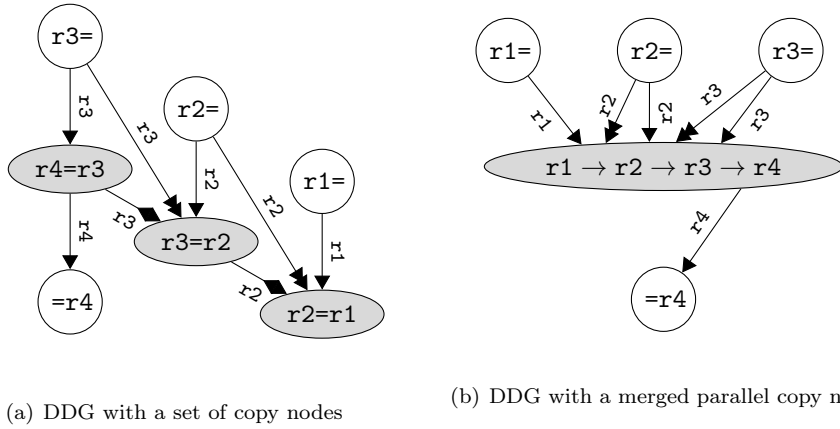 r3=
r2=
r1=
r3
r3
r4=r3
r2
r2
r3
r4
r3=r2
r1
r2
=r4
r2=r1
(a) DDG with a set of copy nodes
r1=
r2=
r3=
r1
r2
r2
r3
r3
r1 → r2 → r3 → r4
r4
=r4
(b) DDG with a merged parallel copy n